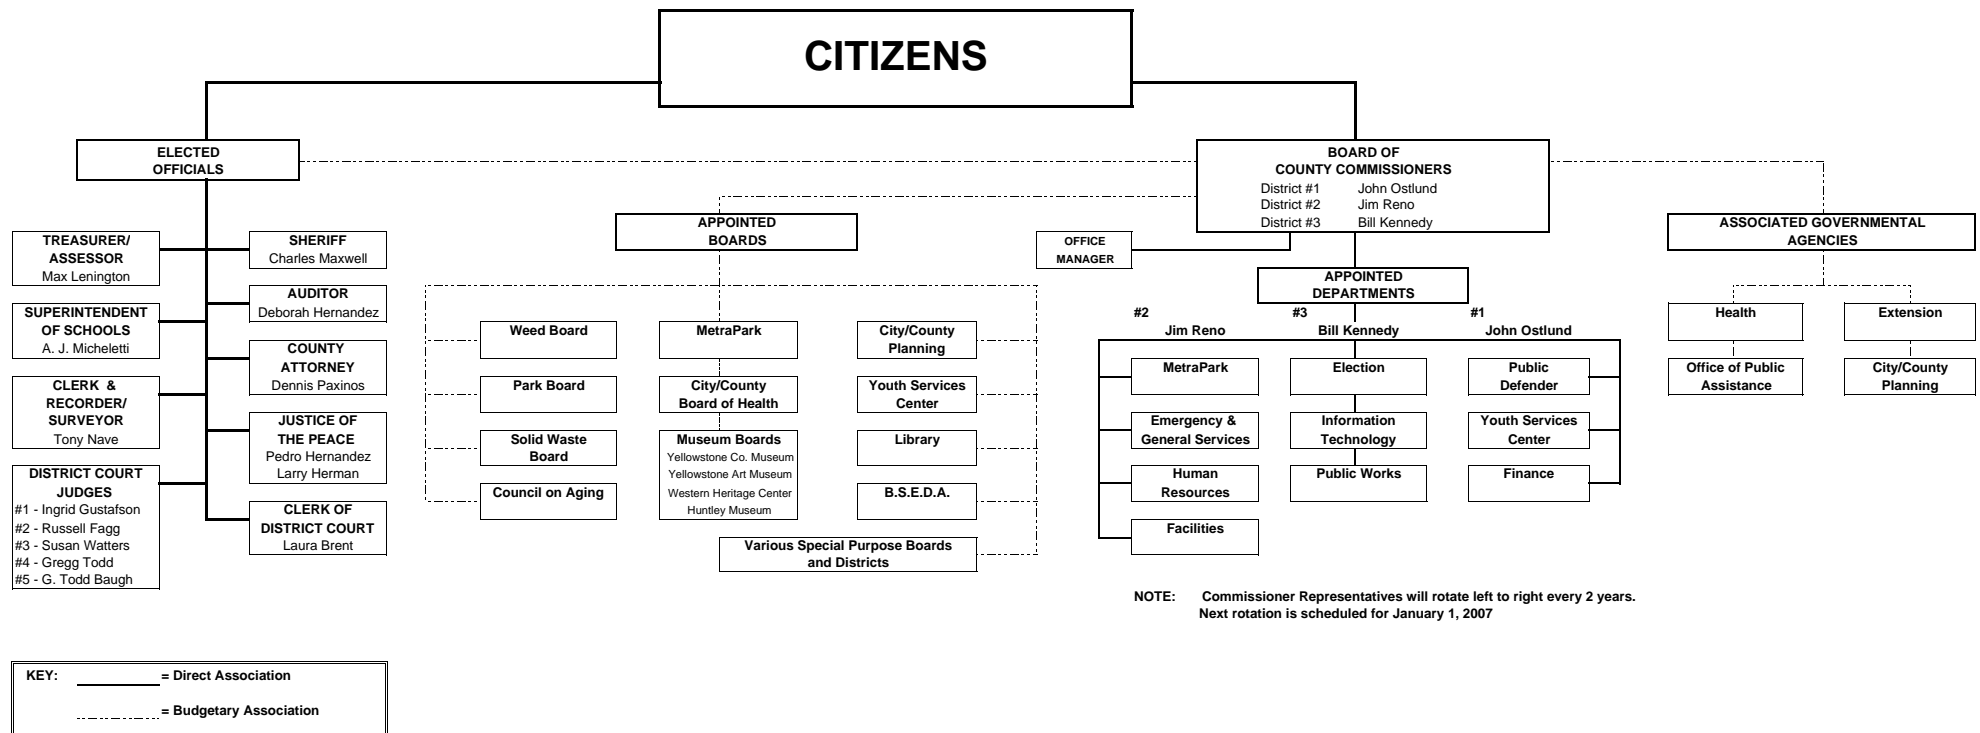 CITIZENS
ELECTED
OFFICIALS
BOARD OF
COUNTY COMMISSIONERS
District #1 John Ostlund
District #2 Jim Reno
District #3 Bill Kennedy
APPOINTED
BOARDS
OFFICE
MANAGER
ASSOCIATED GOVERNMENTAL
AGENCIES
TREASURER/
ASSESSOR
Max Lenington
SUPERINTENDENT
OF SCHOOLS
A. J. Micheletti
CLERK &
RECORDER/
SURVEYOR
Tony Nave
DISTRICT COURT
JUDGES
#1 - Ingrid Gustafson
#2 - Russell Fagg
#3 - Susan Watters
#4 - Gregg Todd
#5 - G. Todd Baugh
SHERIFF
Charles Maxwell
AUDITOR
Deborah Hernandez
COUNTY
ATTORNEY
Dennis Paxinos
JUSTICE OF
THE PEACE
Pedro Hernandez
Larry Herman
CLERK OF
DISTRICT COURT
Laura Brent
Weed Board
Park Board
Solid Waste
Board
Council on Aging
MetraPark
City/County
Board of Health
Museum Boards
Yellowstone Co. Museum
Yellowstone Art Museum
Western Heritage Center
Huntley Museum
City/County
Planning
Youth Services
Center
Library
B.S.E.D.A.
Various Special Purpose Boards
and Districts
APPOINTED
DEPARTMENTS
#2 #3 #1
Jim Reno Bill Kennedy John Ostlund
MetraPark
Emergency &
General Services
Human
Resources
Facilities
Election
Information
Technology
Public Works
Public
Defender
Youth Services
Center
Finance
Health
Office of Public
Assistance
Extension
City/County
Planning
NOTE: Commissioner Representatives will rotate left to right every 2 years.
Next rotation is scheduled for January 1, 2007
KEY: = Direct Association
= Budgetary Association